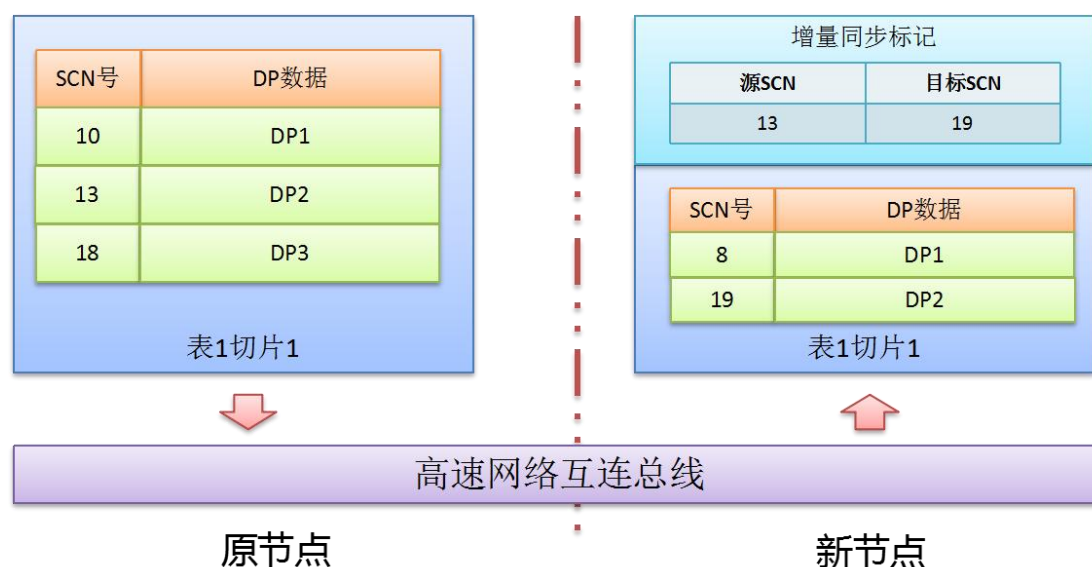 SCN号 DP数据
10 DP1
13 DP2
18 DP3
表1切片1
增量同步标记
源SCN 目标SCN
13 19
SCN号 DP数据
8 DP1
19 DP2
表1切片1
高速网络互连总线
原节点
新节点